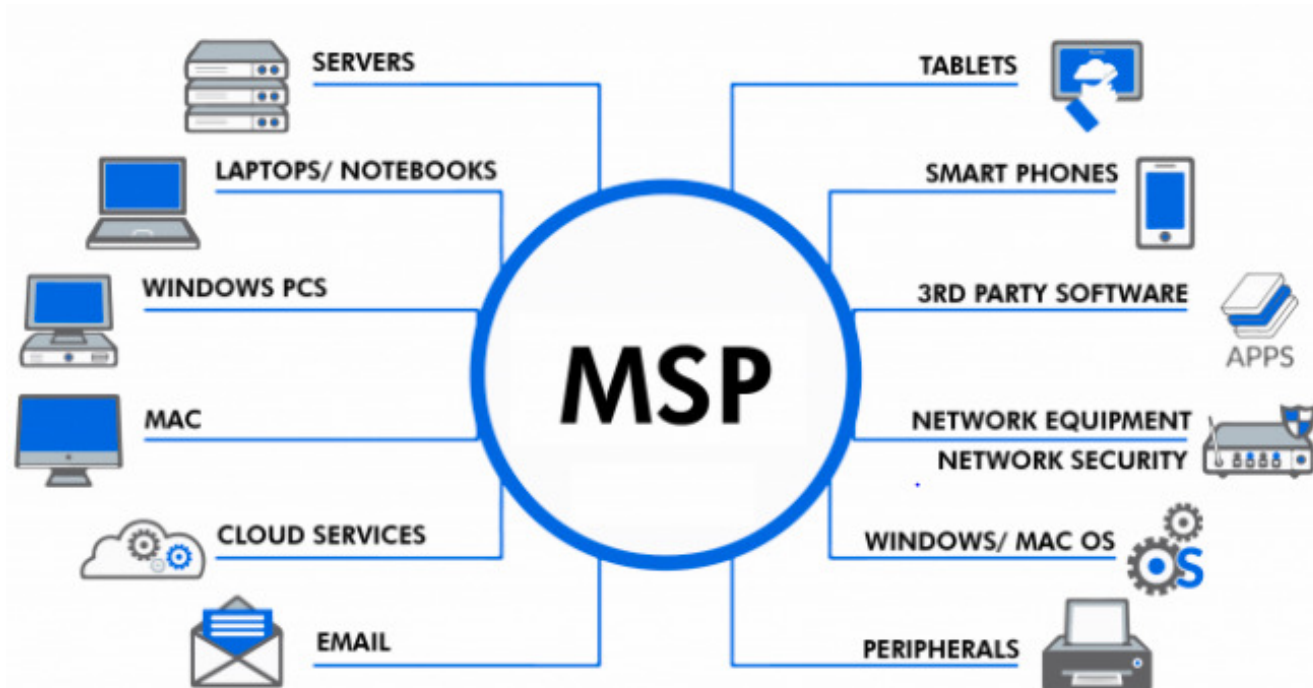 SERVERS
LAPTOPS/ NOTEBOOKS
WINDOWS PCS
MAC
CLOUD SERVICES
EMAIL
MSP
TABLETS
SMART PHONES
3RD PARTY SOFTWARE
APPS
NETWORK EQUIPMENT
NETWORK SECURITY
WINDOWS/ MAC OS
S
PERIPHERALS